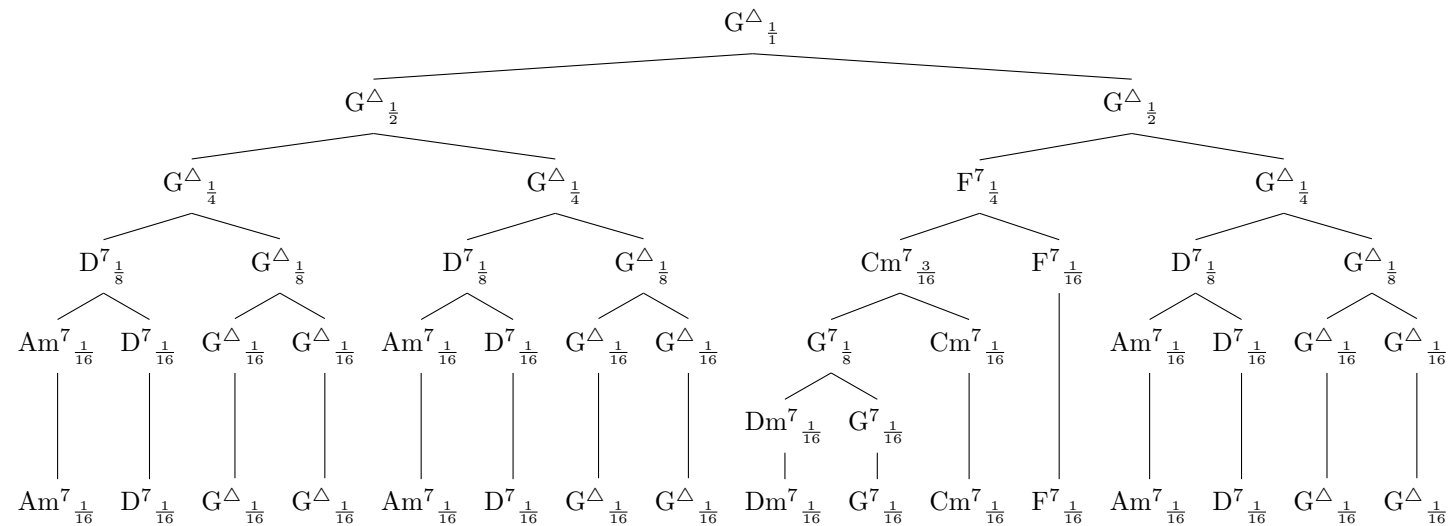 G△ 1/1
G△ 1/2 G△ 1/2
G△ 1/4 G△ 1/4 F7 1/4 G△ 1/4
D7 1/8 G△ 1/8 D7 1/8 G△ 1/8 Cm7 3/16 F7 1/16 D7 1/8 G△ 1/8
Am7 1/16 D7 1/16 G△ 1/16 G△ 1/16 Am7 1/16 D7 1/16 G△ 1/16 G△ 1/16 G7 1/8 Cm7 1/16 Am7 1/16 D7 1/16 G△ 1/16 G△ 1/16
Dm7 1/16 G7 1/16
Am7 1/16 D7 1/16 G△ 1/16 G△ 1/16 Am7 1/16 D7 1/16 G△ 1/16 G△ 1/16 Dm7 1/16 G7 1/16 Cm7 1/16 F7 1/16 Am7 1/16 D7 1/16 G△ 1/16 G△ 1/16